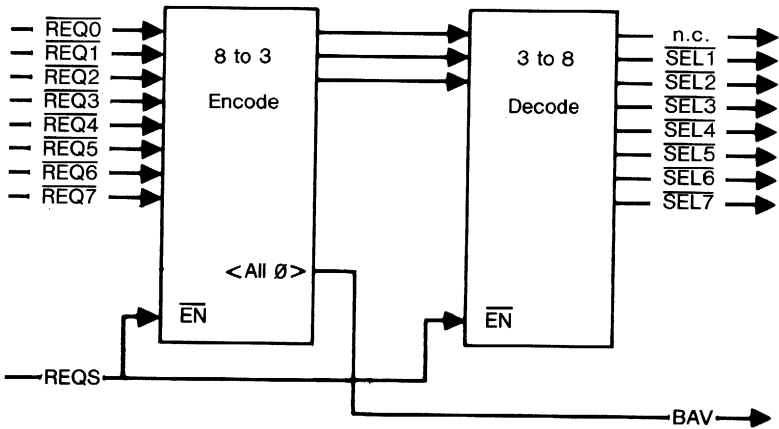 REQ0
REQ1
REQ2
REQ3
REQ4
REQ5
REQ6
REQ7
8 to 3
Encode
<All Ø>
EN
3 to 8
Decode
EN
n.c.
SEL1
SEL2
SEL3
SEL4
SEL5
SEL6
SEL7
REQS
BAV